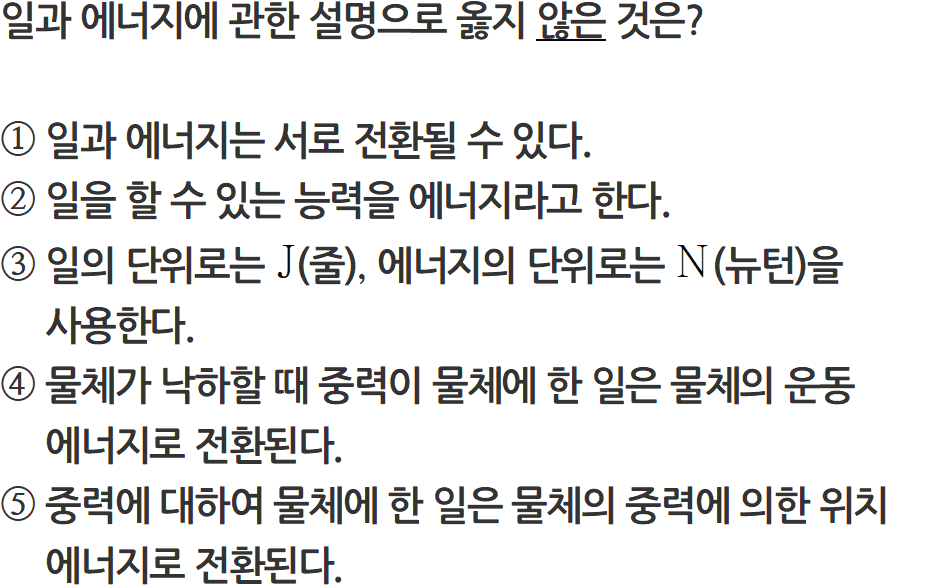 일과 에너지에 관한 설명으로 옳지 않은 것은?
① 일과 에너지는 서로 전환될 수 있다.
② 일을 할 수 있는 능력을 에너지라고 한다.
③ 일의 단위로는 J(줄), 에너지의 단위로는 N(뉴턴)을
사용한다.
④ 물체가 낙하할 때 중력이 물체에 한 일은 물체의 운동
에너지로 전환된다.
⑤ 중력에 대하여 물체에 한 일은 물체의 중력에 의한 위치
에너지로 전환된다.